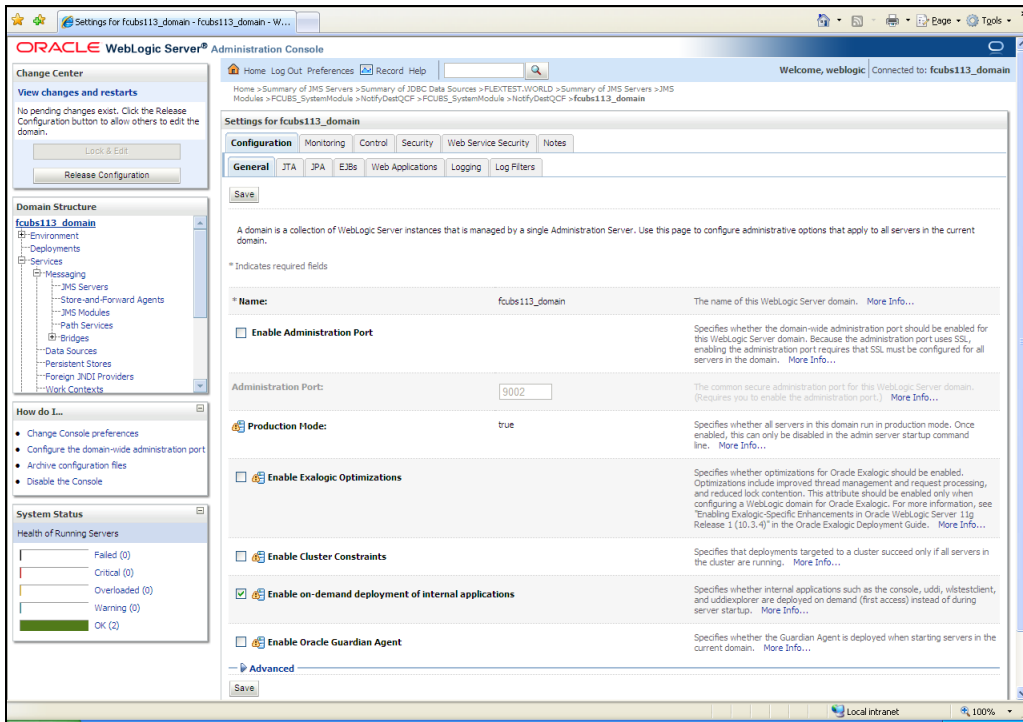 Settings for fcubs113_domain - fcubs113_domain - W...
Page
Tools
ORACLE WebLogic Server® Administration Console
Change Center
View changes and restarts
No pending changes exist. Click the Release
Configuration button to allow others to edit the
domain.
Lock & Edit
Release Configuration
Domain Structure
fcubs113_domain
Environment
Deployments
Services
Messaging
JMS Servers
Store-and-Forward Agents
JMS Modules
Path Services
Bridges
Data Sources
Persistent Stores
Foreign JNDI Providers
Work Contexts
How do I...
Change Console preferences
Configure the domain-wide administration port
Archive configuration files
Disable the Console
System Status
Health of Running Servers
Failed (0)
Critical (0)
Overloaded (0)
Warning (0)
OK (2)
Home Log Out Preferences Record Help
Welcome, weblogic Connected to: fcubs113_domain
Home >Summary of JMS Servers >Summary of JDBC Data Sources >FLEXTEST.WORLD >Summary of JMS Servers >JMS
Modules >FCUBS_SystemModule >NotifyDestQCF >FCUBS_SystemModule >NotifyDestQCF >fcubs113_domain
Settings for fcubs113_domain
Configuration Monitoring Control Security Web Service Security Notes
General JTA JPA EJBs Web Applications Logging Log Filters
Save
A domain is a collection of WebLogic Server instances that is managed by a single Administration Server. Use this page to configure administrative options that apply to all servers in the current
domain.
* Indicates required fields
* Name: fcubs113_domain The name of this WebLogic Server domain. More Info...
Enable Administration Port
Specifies whether the domain-wide administration port should be enabled for
this WebLogic Server domain. Because the administration port uses SSL,
enabling the administration port requires that SSL must be configured for all
servers in the domain. More Info...
Administration Port: 9002
The common secure administration port for this WebLogic Server domain.
(Requires you to enable the administration port.) More Info...
Production Mode: true
Specifies whether all servers in this domain run in production mode. Once
enabled, this can only be disabled in the admin server startup command
line. More Info...
Enable Exalogic Optimizations
Specifies whether optimizations for Oracle Exalogic should be enabled.
Optimizations include improved thread management and request processing,
and reduced lock contention. This attribute should be enabled only when
configuring a WebLogic domain for Oracle Exalogic. For more information, see
"Enabling Exalogic-Specific Enhancements in Oracle WebLogic Server 11g
Release 1 (10.3.4)" in the Oracle Exalogic Deployment Guide. More Info...
Enable Cluster Constraints
Specifies that deployments targeted to a cluster succeed only if all servers in
the cluster are running. More Info...
Enable on-demand deployment of internal applications
Specifies whether internal applications such as the console, uddi, wlstestclient,
and uddiexplorer are deployed on demand (first access) instead of during
server startup. More Info...
Enable Oracle Guardian Agent
Specifies whether the Guardian Agent is deployed when starting servers in the
current domain. More Info...
Advanced
Save
Local intranet
100%